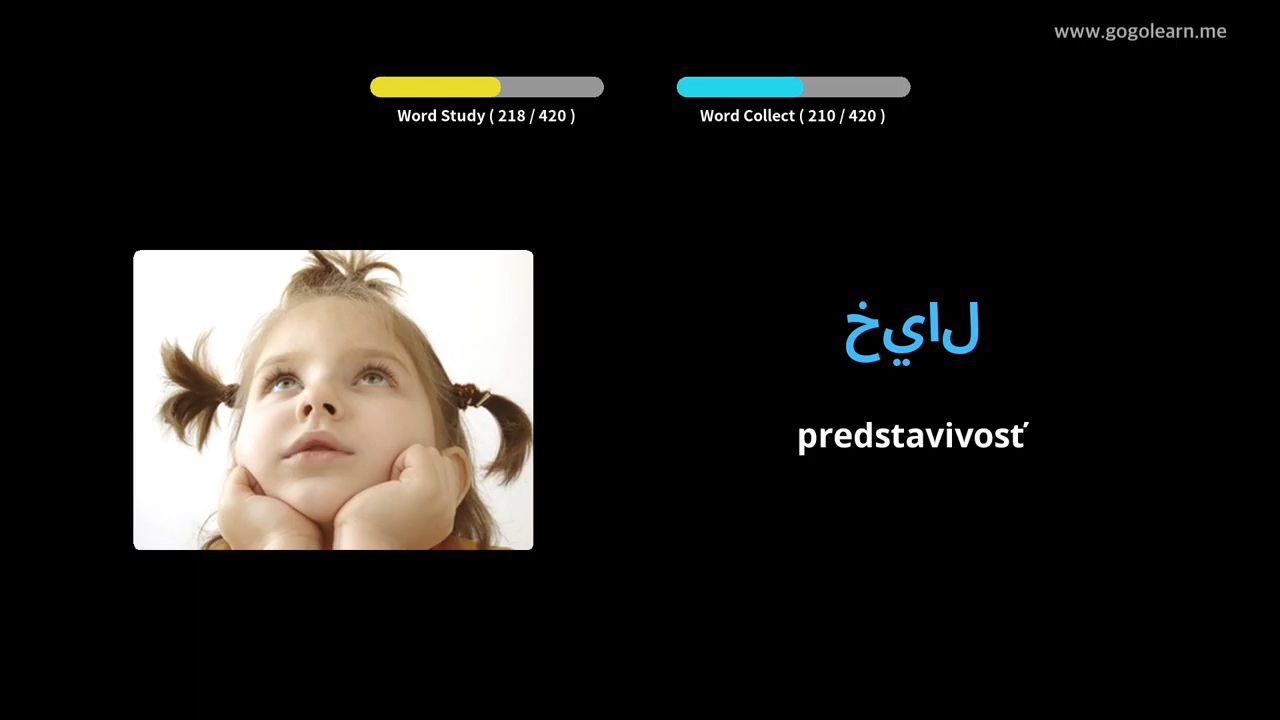 www.gogolearn.me
Word Study ( 218 / 420 )
Word Collect ( 210 / 420 )
خيال
predstavivosť